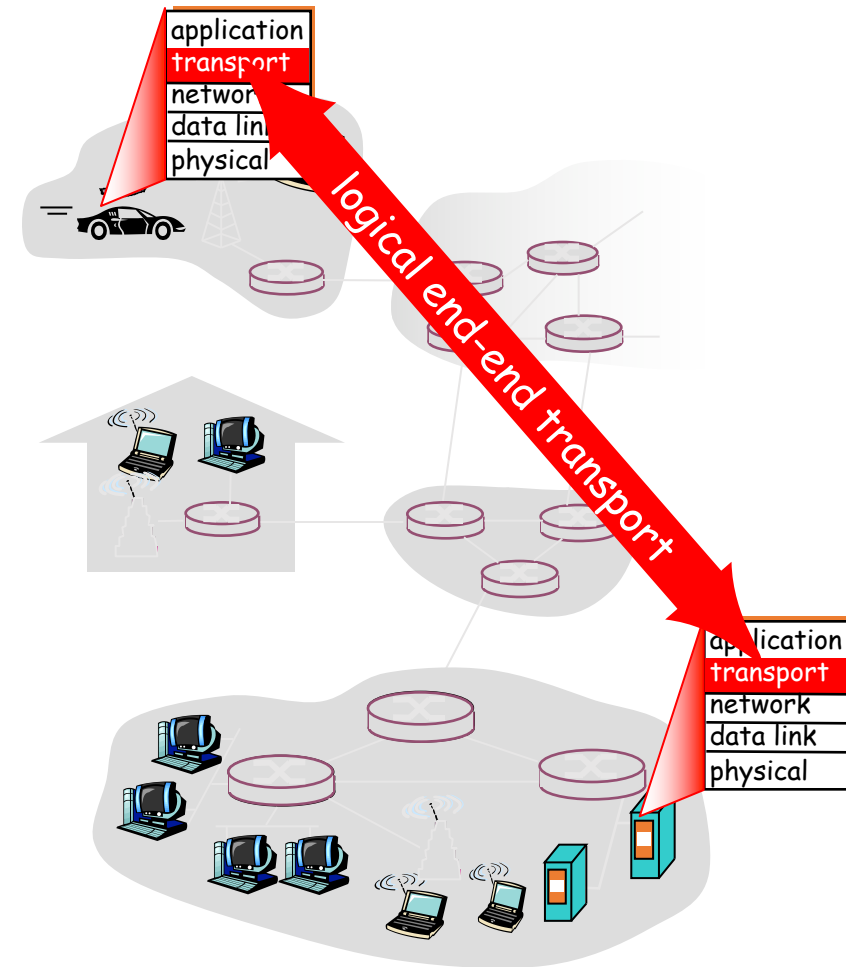 application
transport
network
data link
physical
logical end-end transport
application
transport
network
data link
physical